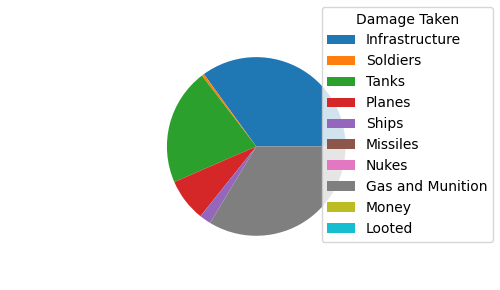 Damage Taken
Infrastructure
Soldiers
Tanks
Planes
Ships
Missiles
Nukes
Gas and Munition
Money
Looted